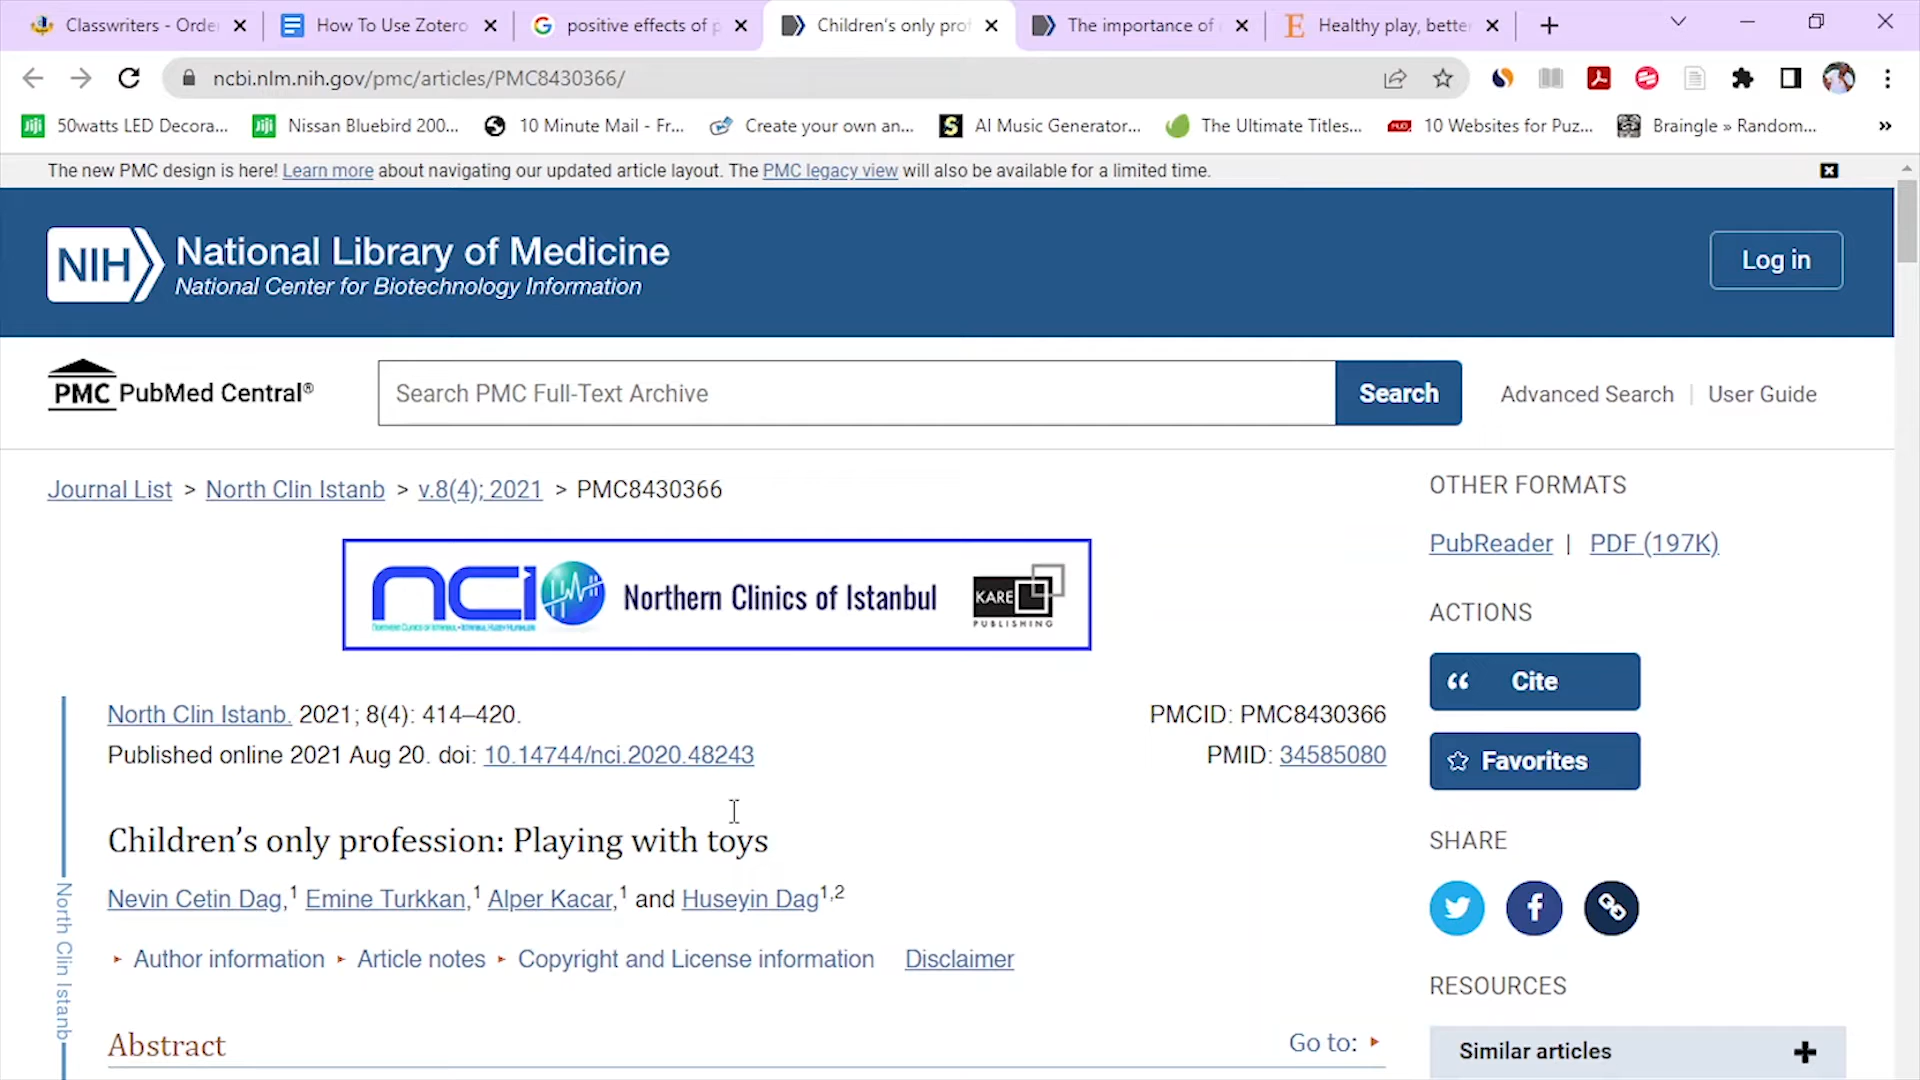 Classwriters - Order
How To Use Zotero
positive effects of p
Children's only prof
The importance of
Healthy play, bette
ncbi.nlm.nih.gov/pmc/articles/PMC8430366/
50watts LED Decora...
Nissan Bluebird 200...
10 Minute Mail - Fr...
Create your own an...
AI Music Generator...
The Ultimate Titles...
10 Websites for Puz...
Braingle » Random...
The new PMC design is here! Learn more about navigating our updated article layout. The PMC legacy view will also be available for a limited time.
NIH National Library of Medicine
National Center for Biotechnology Information
Log in
PMC PubMed Central®
Search PMC Full-Text Archive
Search
Advanced Search | User Guide
Journal List > North Clin Istanb > v.8(4); 2021 > PMC8430366
nci Northern Clinics of Istanbul KARE PUBLISHING
North Clin Istanb. 2021; 8(4): 414–420.
PMCID: PMC8430366
Published online 2021 Aug 20. doi: 10.14744/nci.2020.48243
PMID: 34585080
Children's only profession: Playing with toys
Nevin Cetin Dag,1 Emine Turkkan,1 Alper Kacar,1 and Huseyin Dag1,2
Author information Article notes Copyright and License information Disclaimer
Abstract
Go to:
North Clin Istanb
OTHER FORMATS
PubReader | PDF (197K)
ACTIONS
Cite
Favorites
SHARE
RESOURCES
Similar articles